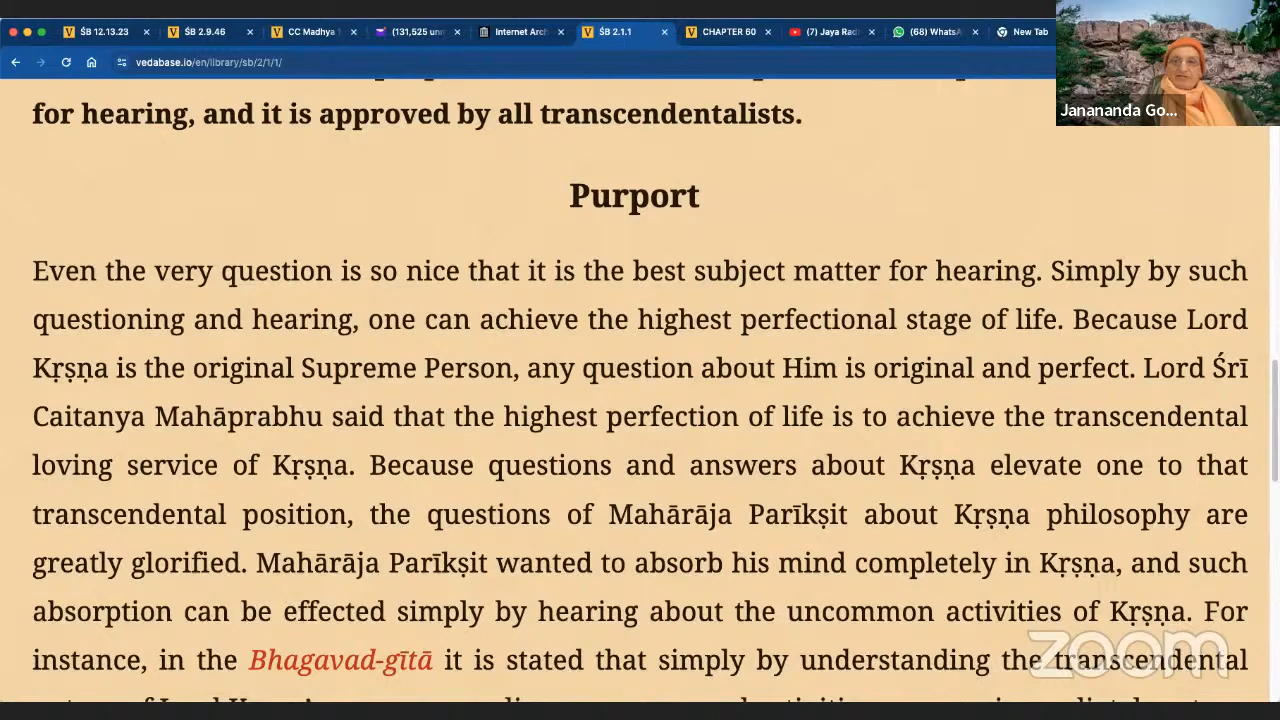 ŚB 12.13.23
ŚB 2.9.46
CC Madhya
(131,525 unr
Internet Arc
ŚB 2.1.1
CHAPTER 60
(7) Jaya Rad
(68) Whats
New Tab
vedabase.io/en/library/sb/2/1/1/
Jananda Go...
for hearing, and it is approved by all transcendentalists.
Purport
Even the very question is so nice that it is the best subject matter for hearing. Simply by such
questioning and hearing, one can achieve the highest perfectional stage of life. Because Lord
Kṛṣṇa is the original Supreme Person, any question about Him is original and perfect. Lord Śrī
Caitanya Mahāprabhu said that the highest perfection of life is to achieve the transcendental
loving service of Kṛṣṇa. Because questions and answers about Kṛṣṇa elevate one to that
transcendental position, the questions of Mahārāja Parīkṣit about Kṛṣṇa philosophy are
greatly glorified. Mahārāja Parīkṣit wanted to absorb his mind completely in Kṛṣṇa, and such
absorption can be effected simply by hearing about the uncommon activities of Kṛṣṇa. For
instance, in the Bhagavad-gītā it is stated that simply by understanding the transcendental
zoom